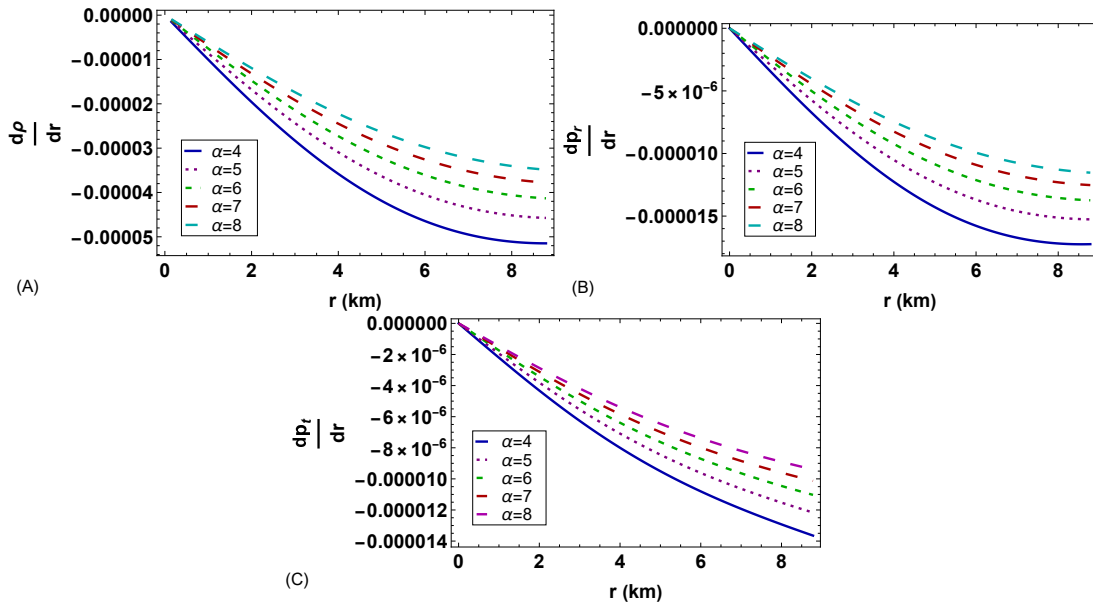 0.00000
-0.00001
-0.00002
-0.00003
-0.00004
-0.00005
dρ
dr
α=4
α=5
α=6
α=7
α=8
0 2 4 6 8
r (km)
(A)
0.000000
-5×10⁻⁶
-0.000010
-0.000015
dpᵣ
dr
α=4
α=5
α=6
α=7
α=8
0 2 4 6 8
r (km)
(B)
0.000000
-2×10⁻⁶
-4×10⁻⁶
-6×10⁻⁶
-8×10⁻⁶
-0.000010
-0.000012
-0.000014
dpₜ
dr
α=4
α=5
α=6
α=7
α=8
0 2 4 6 8
r (km)
(C)